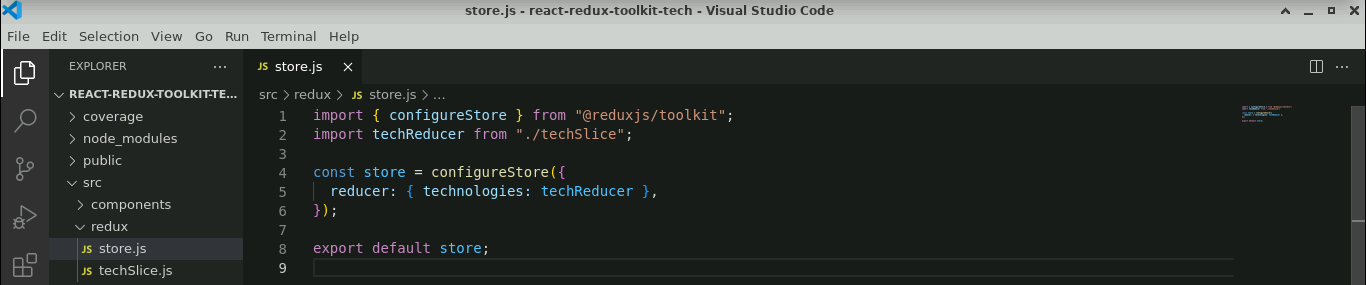 store.js - react-redux-toolkit-tech - Visual Studio Code
File Edit Selection View Go Run Terminal Help
EXPLORER ...
REACT-REDUX-TOOLKIT-TE...
coverage
node_modules
public
src
components
redux
JS store.js
JS techSlice.js
JS store.js
src > redux > JS store.js > ...
1 import { configureStore } from "@reduxjs/toolkit";
2 import techReducer from "./techSlice";
3
4 const store = configureStore({
5 reducer: { technologies: techReducer },
6 });
7
8 export default store;
9